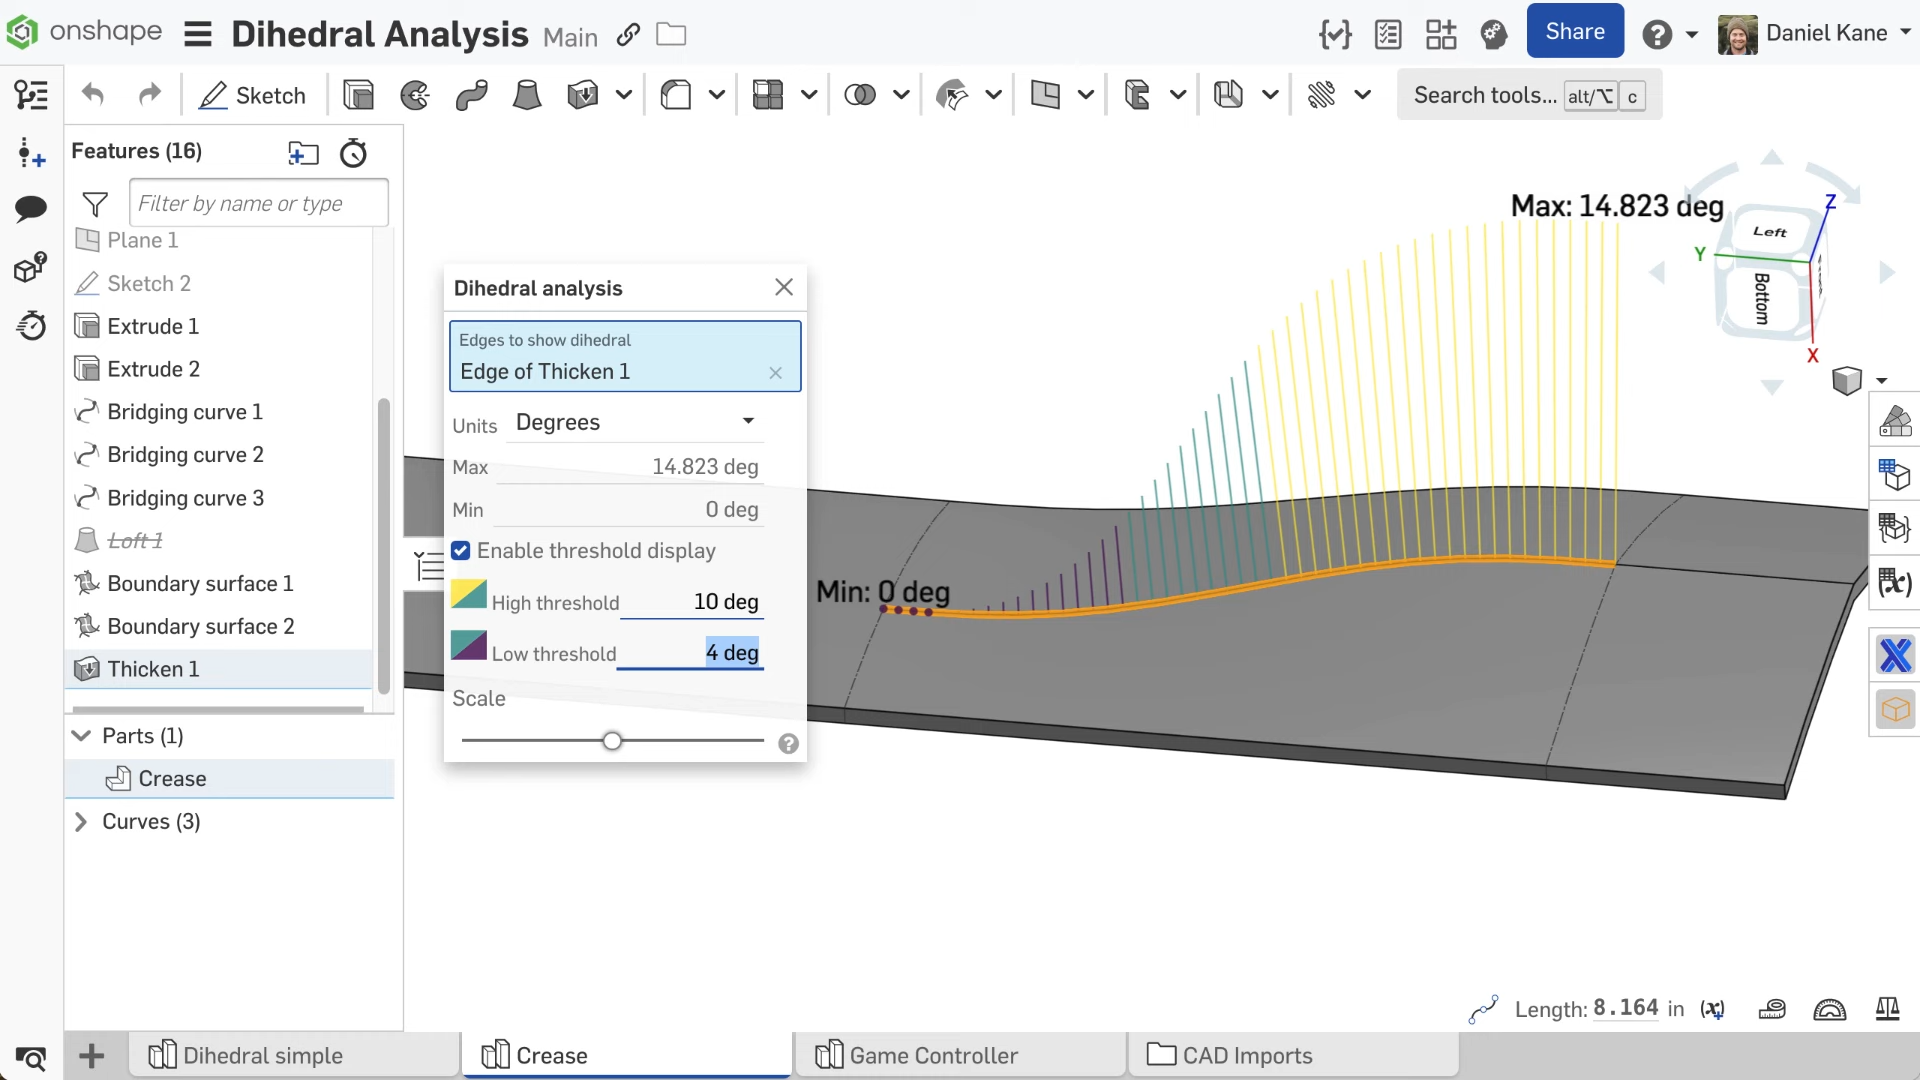 onshape Dihedral Analysis Main Share Daniel Kane
Sketch Search tools... alt/⌥ c
Features (16)
Filter by name or type
Plane 1
Sketch 2
Extrude 1
Extrude 2
Bridging curve 1
Bridging curve 2
Bridging curve 3
Loft 1
Boundary surface 1
Boundary surface 2
Thicken 1
Parts (1)
Crease
Curves (3)
Dihedral analysis
Edges to show dihedral
Edge of Thicken 1
Units Degrees
Max 14.823 deg
Min 0 deg
Enable threshold display
High threshold 10 deg
Low threshold 4 deg
Scale
Max: 14.823 deg
Min: 0 deg
Z
Left
Y
Bottom
X
Length: 8.164 in
Dihedral simple
Crease
Game Controller
CAD Imports